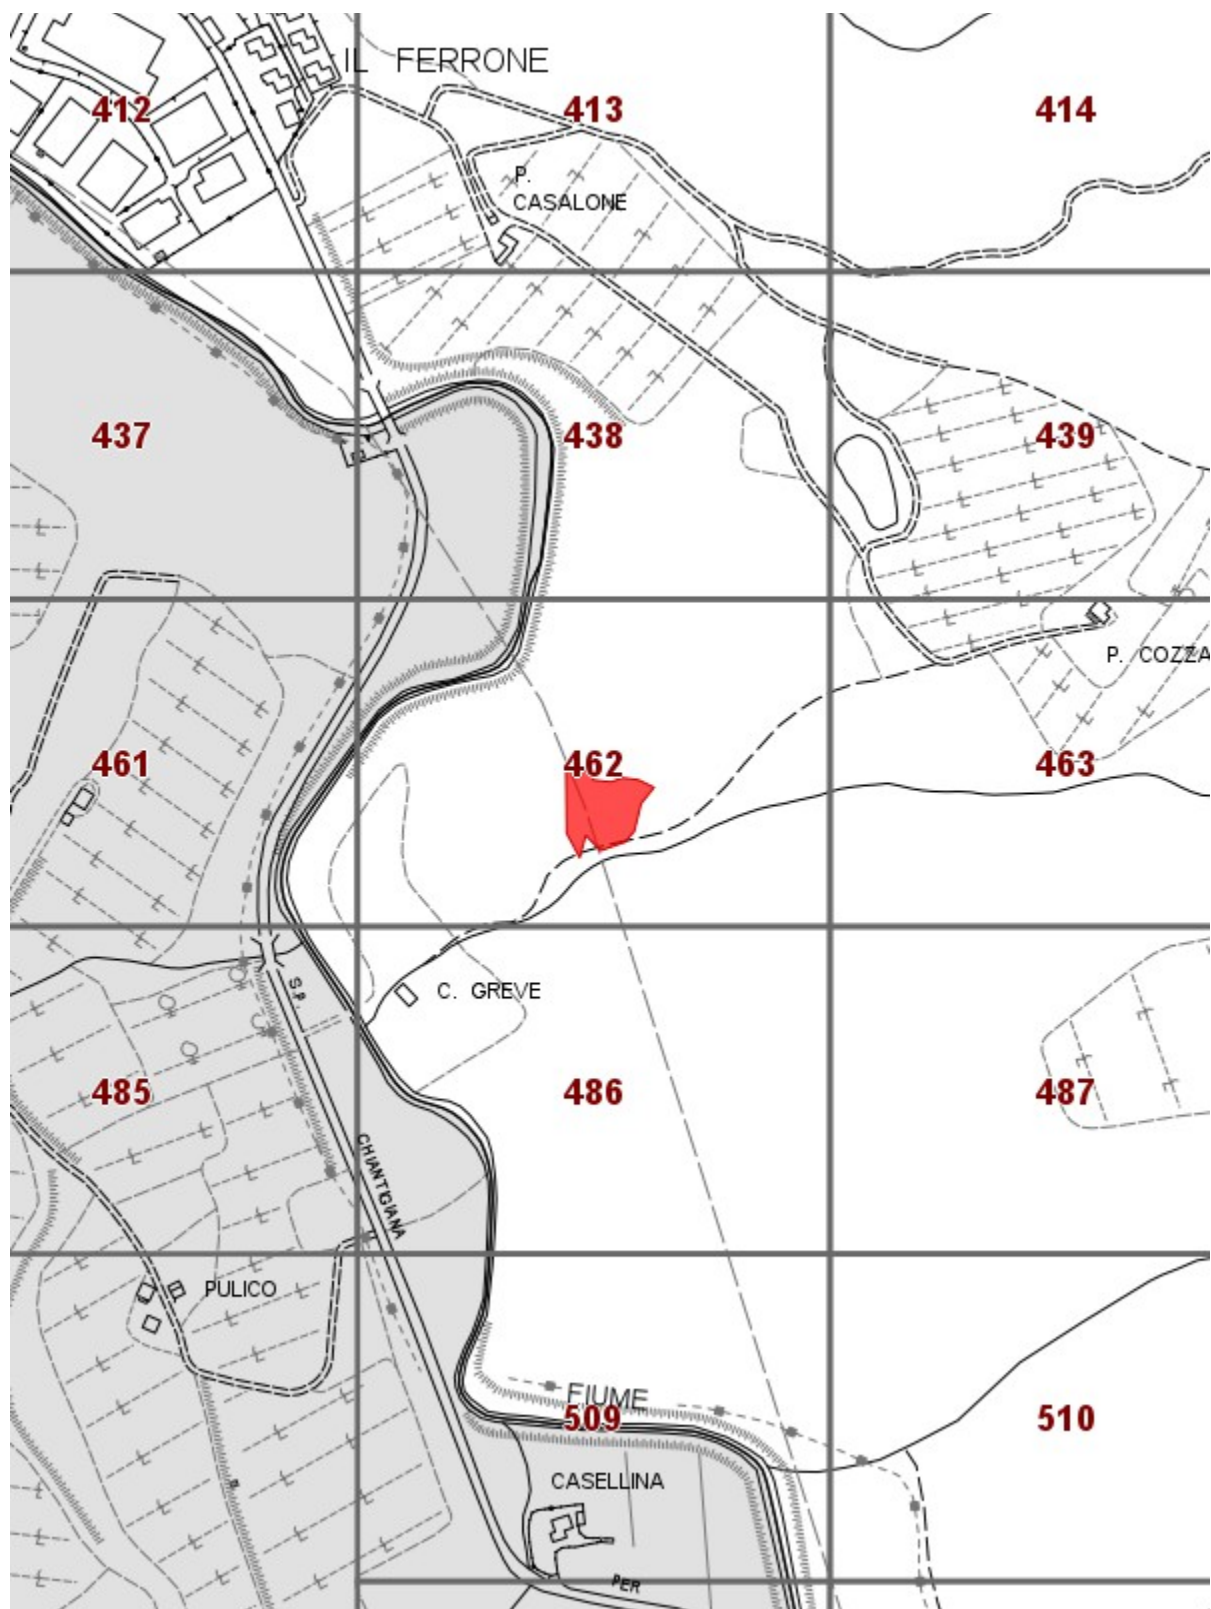 IL FERRONE
412
413
414
P.
CASALONE
437
438
439
P. COZZA
461
462
463
C. GREVE
S.P.
485
486
487
CHIANTIGIANA
PULICO
FIUME
509
510
CASELLINA
PER